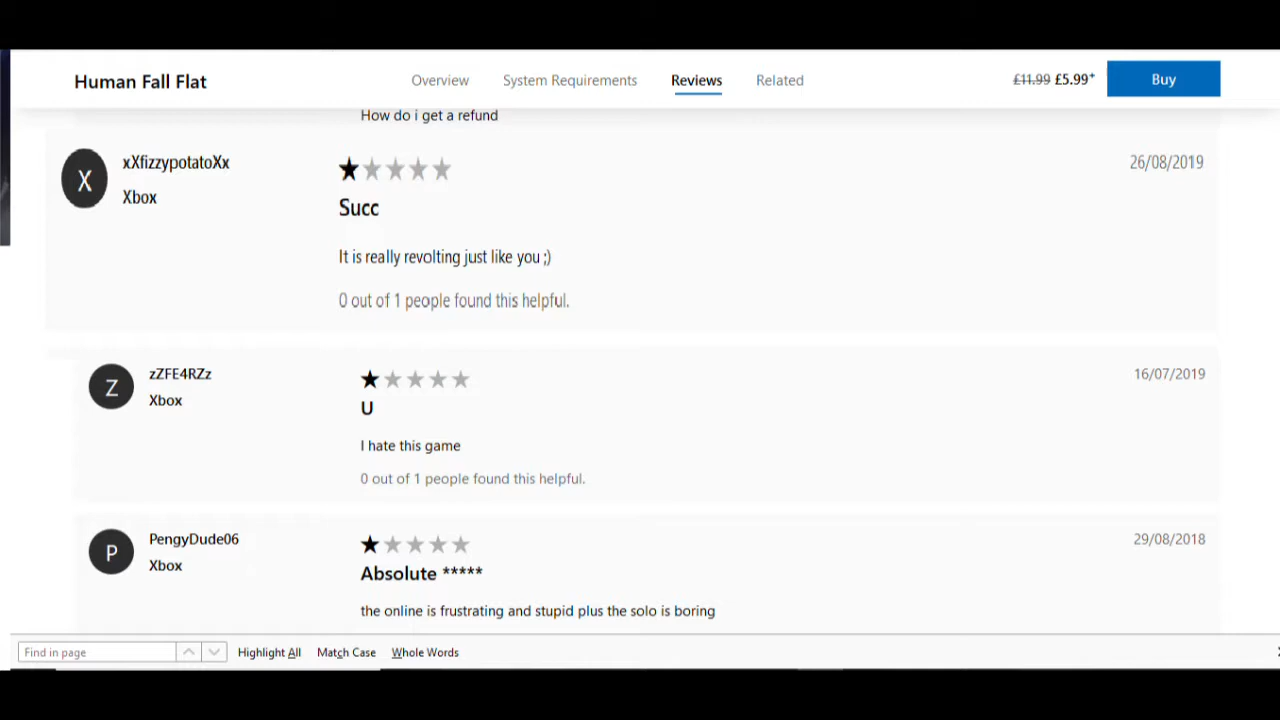 Human Fall Flat
Overview System Requirements Reviews Related
£11.99 £5.99+ Buy
How do i get a refund
X
xXfizzypotatoXx
Xbox
26/08/2019
Succ
It is really revolting just like you ;)
0 out of 1 people found this helpful.
Z
zZFE4RZz
Xbox
16/07/2019
U
I hate this game
0 out of 1 people found this helpful.
P
PengyDude06
Xbox
29/08/2018
Absolute *****
the online is frustrating and stupid plus the solo is boring
Find in page Highlight All Match Case Whole Words